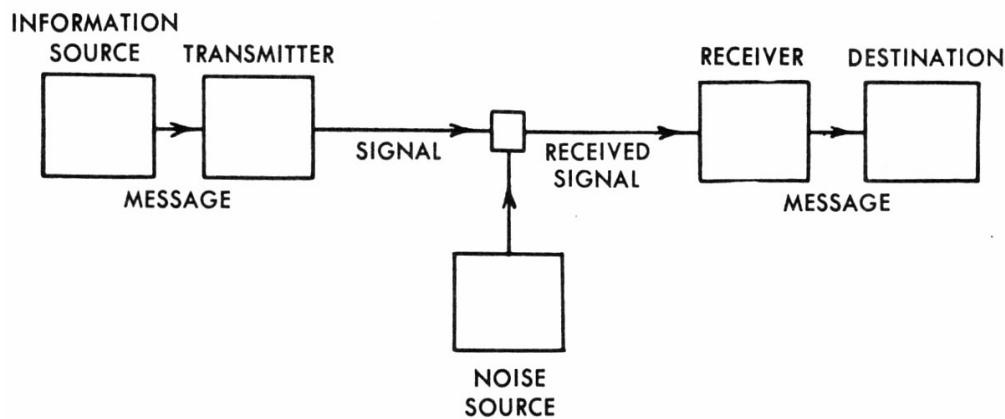 INFORMATION
SOURCE
TRANSMITTER
RECEIVER
DESTINATION
SIGNAL
RECEIVED
SIGNAL
MESSAGE
MESSAGE
NOISE
SOURCE